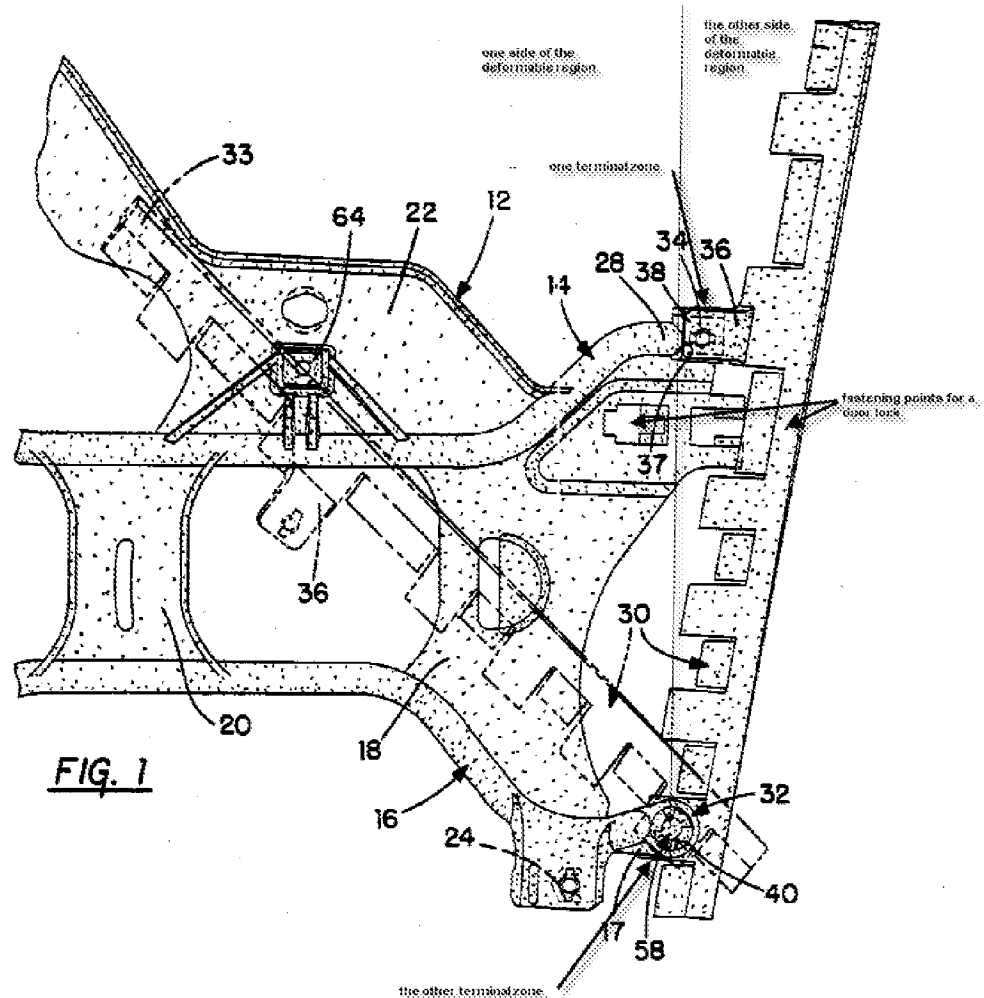 one side of the
deformable region
the other side
of the
deformable
region
one terminal zone
33
64
22
12
14
28
38
34
36
37
fastening points for a
door lock
36
30
20
18
FIG. 1
16
24
32
40
17
58
the other terminal zone